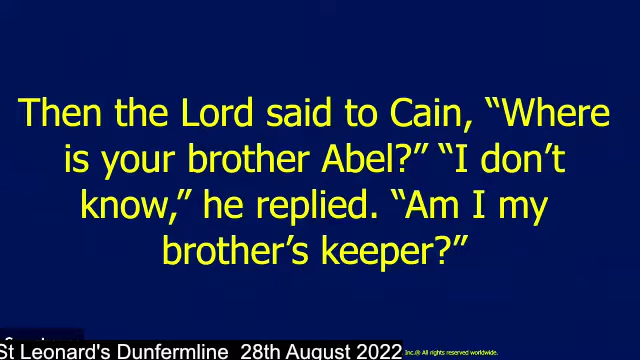 Then the Lord said to Cain, “Where
is your brother Abel?” “I don’t
know,” he replied. “Am I my
brother’s keeper?”
St Leonard's Dunfermline 28th August 2022
Inc.® All rights reserved worldwide.